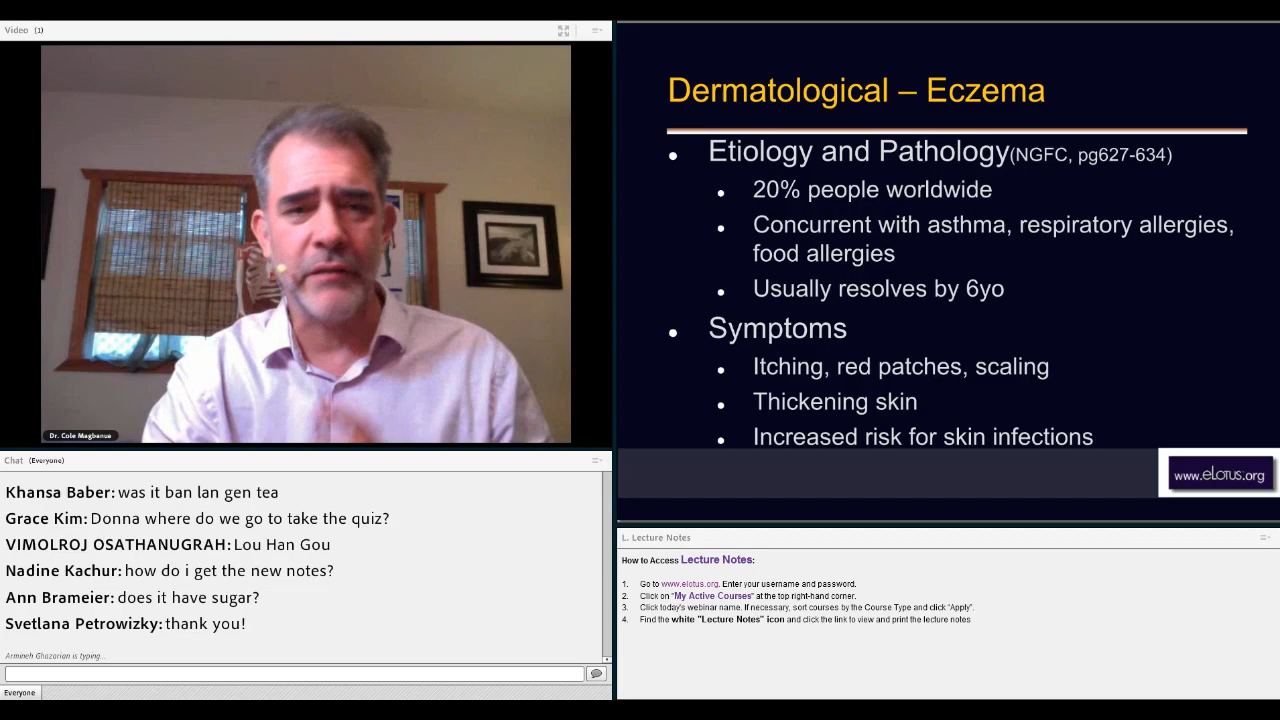 Video (1)
Dr. Cole Magbanua
Chat (Everyone)
Khansa Baber: was it ban lan gen tea
Grace Kim: Donna where do we go to take the quiz?
VIMOLROJ OSATHANUGRAH: Lou Han Gou
Nadine Kachur: how do i get the new notes?
Ann Brameier: does it have sugar?
Svetlana Petrowizky: thank you!
Armineh Ghazarian is typing...
Everyone
Dermatological – Eczema
• Etiology and Pathology(NGFC, pg627-634)
• 20% people worldwide
• Concurrent with asthma, respiratory allergies,
food allergies
• Usually resolves by 6yo
• Symptoms
• Itching, red patches, scaling
• Thickening skin
• Increased risk for skin infections
www.eLotus.org
L. Lecture Notes
How to Access Lecture Notes:
1. Go to www.elotus.org. Enter your username and password.
2. Click on "My Active Courses" at the top right-hand corner.
3. Click today's webinar name. If necessary, sort courses by the Course Type and click "Apply".
4. Find the white "Lecture Notes" icon and click the link to view and print the lecture notes